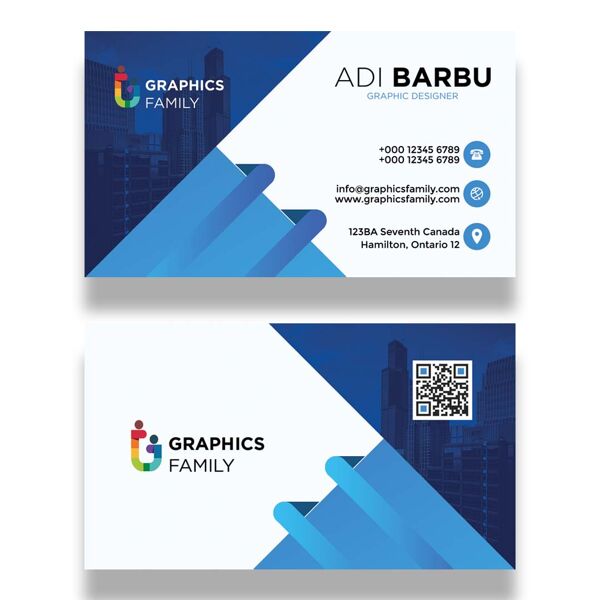 GRAPHICS
FAMILY
ADI BARBU
GRAPHIC DESIGNER
+000 12345 6789
+000 12345 6789
info@graphicsfamily.com
www.graphicsfamily.com
123BA Seventh Canada
Hamilton, Ontario 12
GRAPHICS
FAMILY